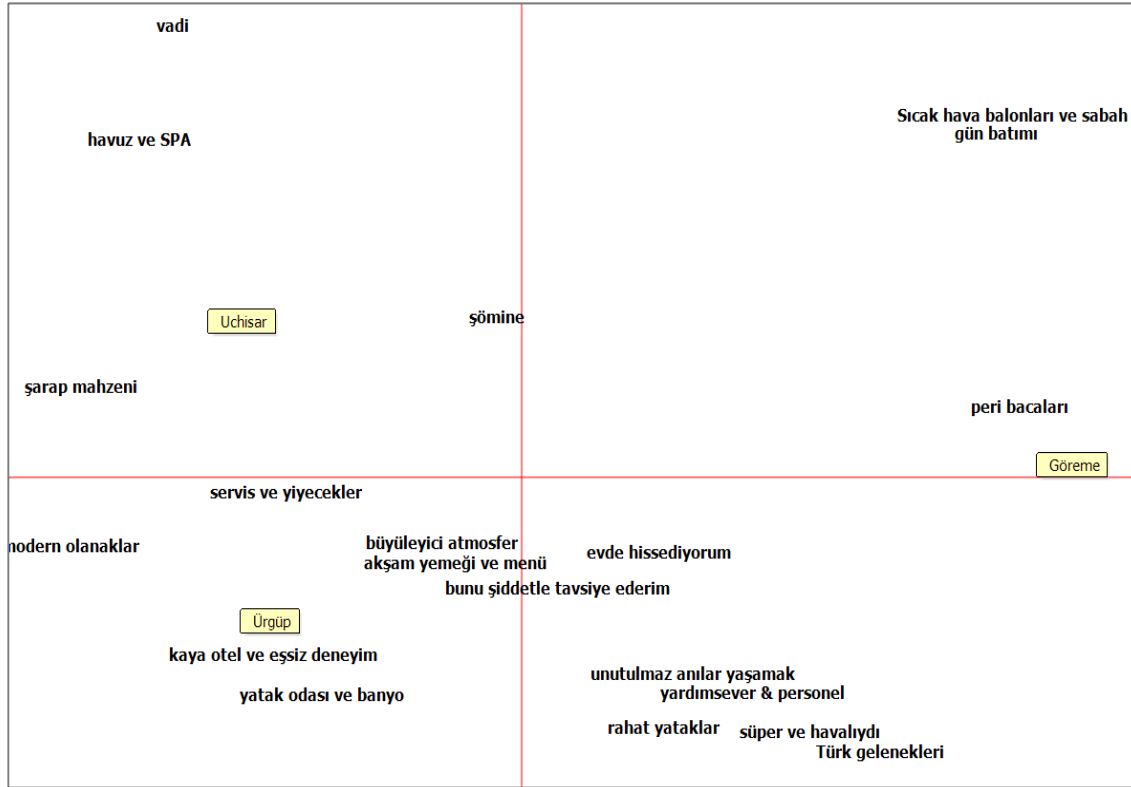 vadi
Sıcak hava balonları ve sabah
gün batımı
havuz ve SPA
Uchisar
şömine
şarap mahzeni
peri bacaları
Göreme
servis ve yiyecekler
modern olanaklar
büyüleyici atmosfer
akşam yemeği ve menü
evde hissediyorum
bunu şiddetle tavsiye ederim
Ürgüp
kaya otel ve eşsiz deneyim
yatak odası ve banyo
unutulmaz anılar yaşamak
yardımsever & personel
rahat yataklar
süper ve havalıydı
Türk gelenekleri